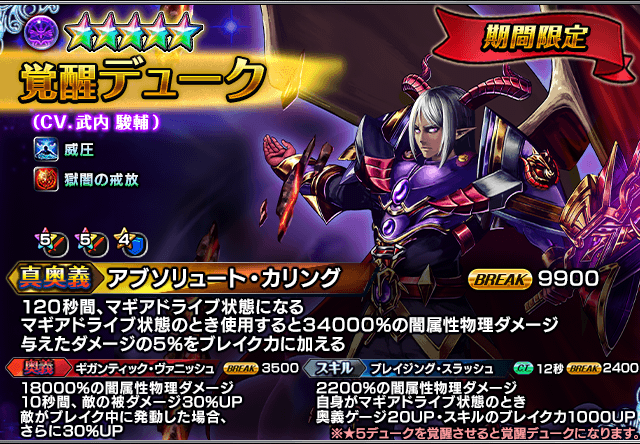 期間限定
覚醒デューク
(CV.武内 駿輔)
威圧
獄闇の戒放
5 5 4
真奥義 アブソリュート・カリング BREAK 9900
120秒間、マギアドライブ状態になる
マギアドライブ状態のとき使用すると34000%の闇属性物理ダメージ
与えたダメージの5%をブレイク力に加える
奥義 ギガンティック・ヴァニッシュ BREAK 3500
18000%の闇属性物理ダメージ
10秒間、敵の被ダメージ30%UP
敵がブレイク中に発動した場合、
さらに30%UP
スキル ブレイジング・スラッシュ C.T. 12秒 BREAK 2400
2200%の闇属性物理ダメージ
自身がマギアドライブ状態のとき
奥義ゲージ20UP・スキルのブレイク力1000UP
※★5デュークを覚醒させると覚醒デュークになります。